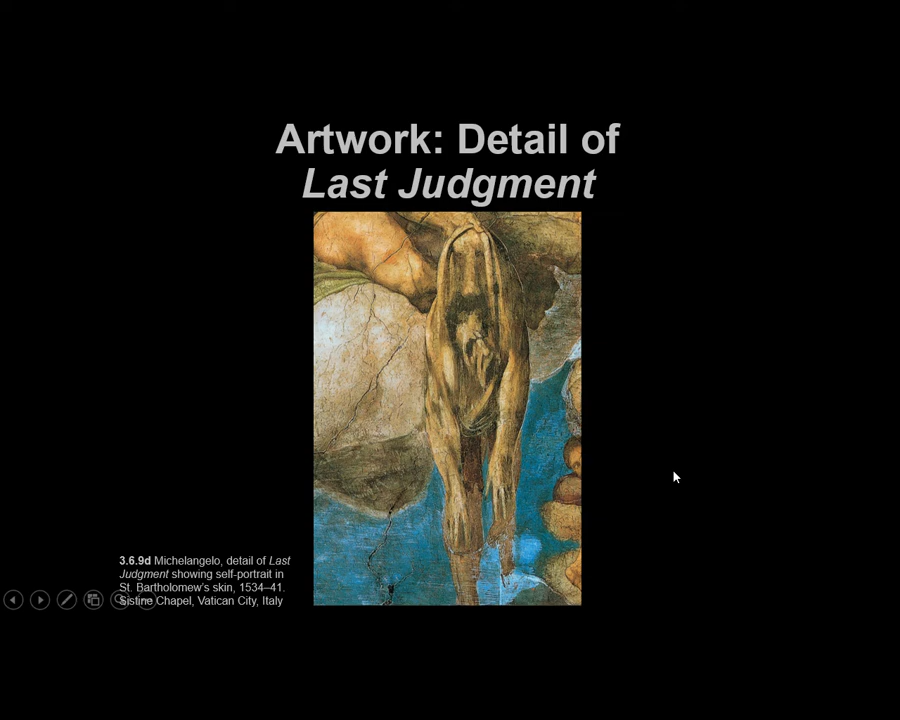 Artwork: Detail of
Last Judgment
3.6.9d Michelangelo, detail of Last
Judgment showing self-portrait in
St. Bartholomew's skin, 1534–41.
Sistine Chapel, Vatican City, Italy